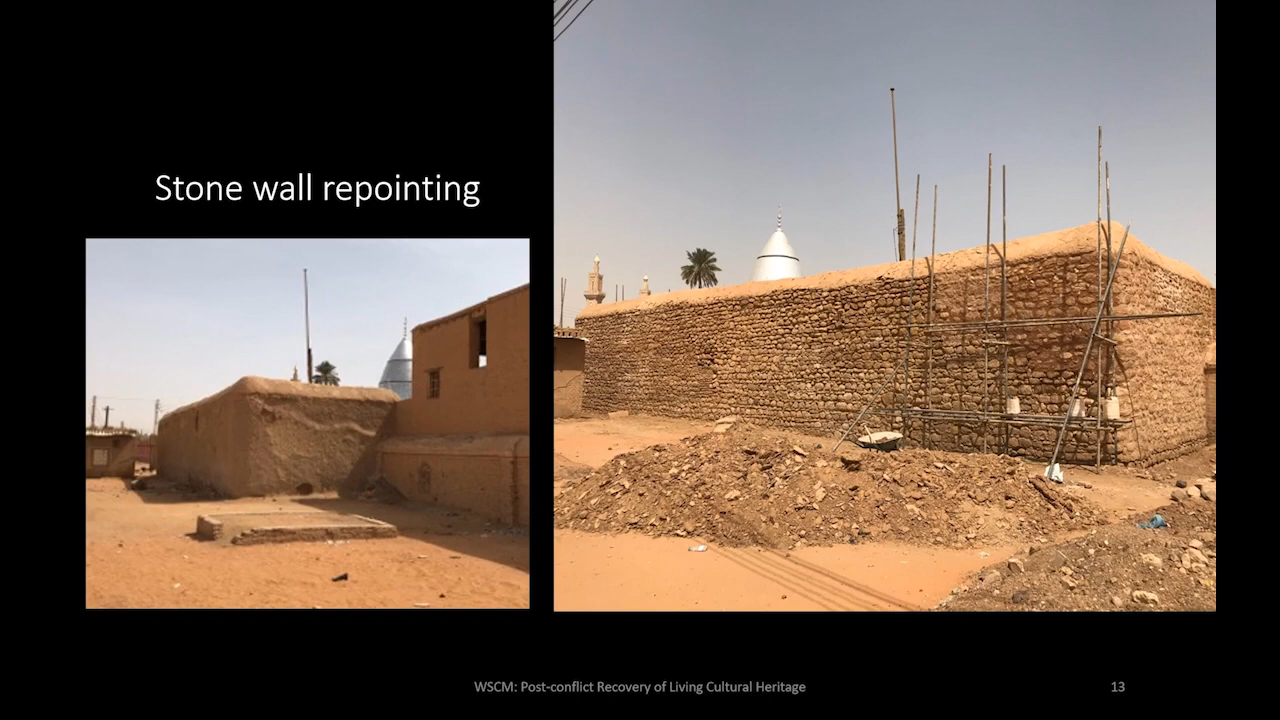 Stone wall repointing
WSCM: Post-conflict Recovery of Living Cultural Heritage
13